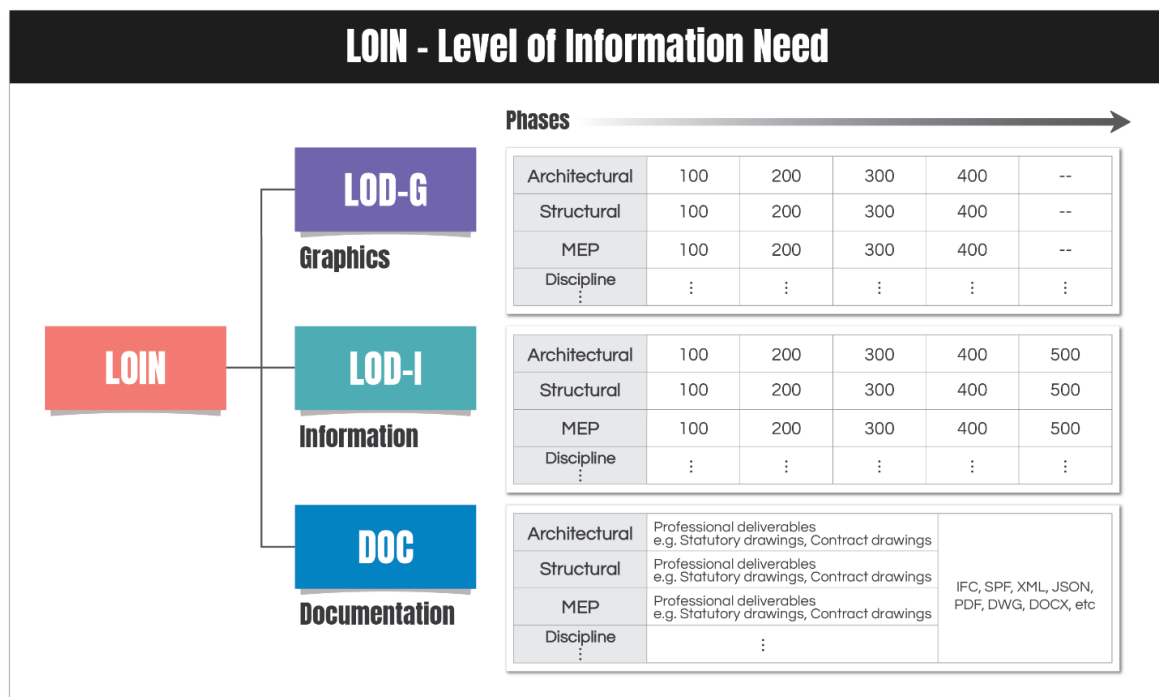 LOIN - Level of Information Need
Phases
LOIN
LOD-G
Graphics
Architectural 100 200 300 400 --
Structural 100 200 300 400 --
MEP 100 200 300 400 --
Discipline
⋮ ⋮ ⋮ ⋮ ⋮ ⋮
LOD-I
Information
Architectural 100 200 300 400 500
Structural 100 200 300 400 500
MEP 100 200 300 400 500
Discipline
⋮ ⋮ ⋮ ⋮ ⋮ ⋮
DOC
Documentation
Architectural
Professional deliverables
e.g. Statutory drawings, Contract drawings
Structural
Professional deliverables
e.g. Statutory drawings, Contract drawings
MEP
Professional deliverables
e.g. Statutory drawings, Contract drawings
Discipline
⋮ ⋮
IFC, SPF, XML, JSON,
PDF, DWG, DOCX, etc